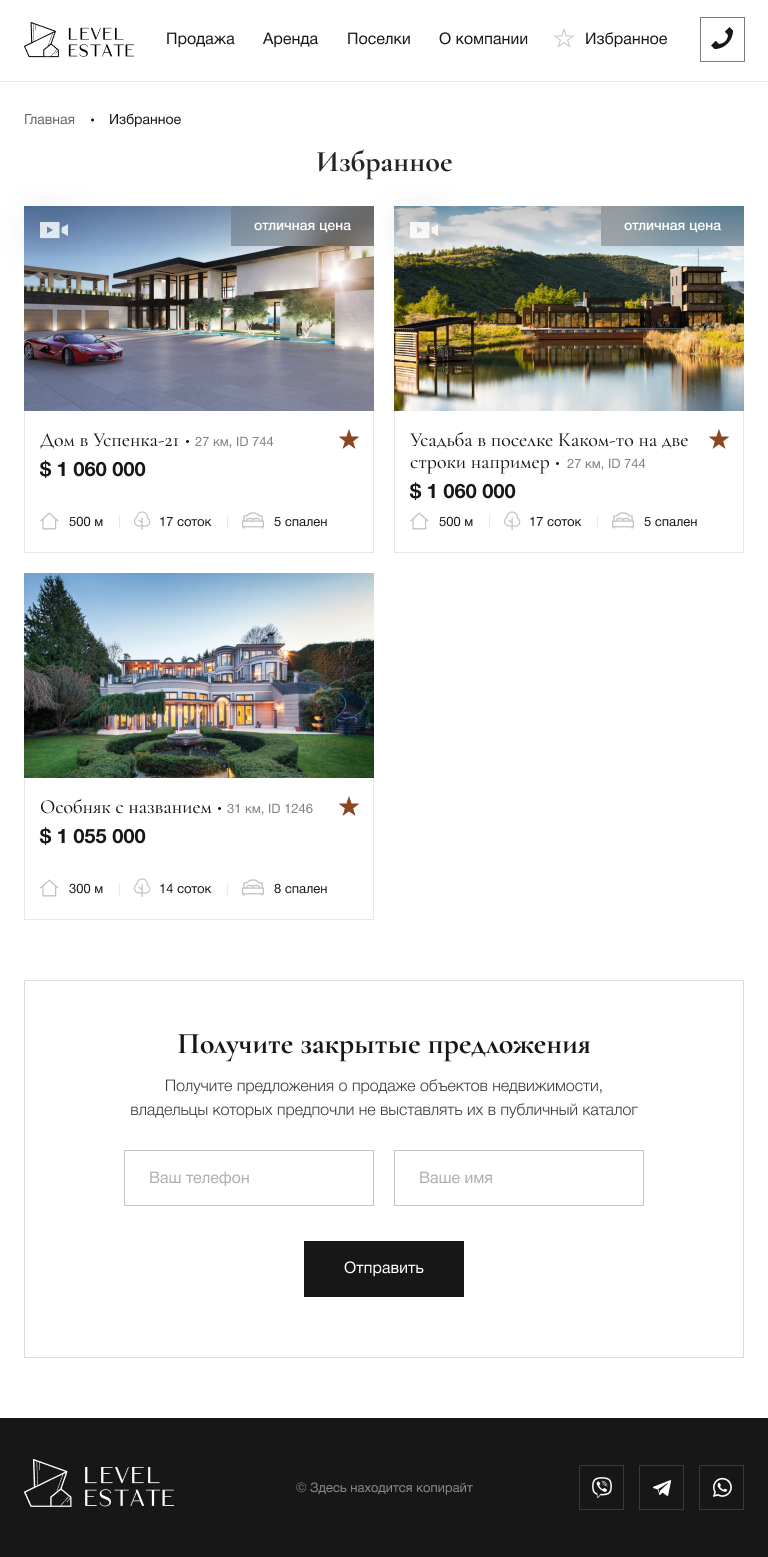 LEVEL
ESTATE
Продажа Аренда Поселки О компании Избранное
Главная • Избранное
Избранное
отличная цена
отличная цена
Дом в Успенка-21 • 27 км, ID 744
$ 1 060 000
500 м 17 соток 5 спален
Усадьба в поселке Каком-то на две
строки например • 27 км, ID 744
$ 1 060 000
500 м 17 соток 5 спален
Особняк с названием • 31 км, ID 1246
$ 1 055 000
300 м 14 соток 8 спален
Получите закрытые предложения
Получите предложения о продаже объектов недвижимости,
владельцы которых предпочли не выставлять их в публичный каталог
Ваш телефон
Ваше имя
Отправить
LEVEL
ESTATE
© Здесь находится копирайт